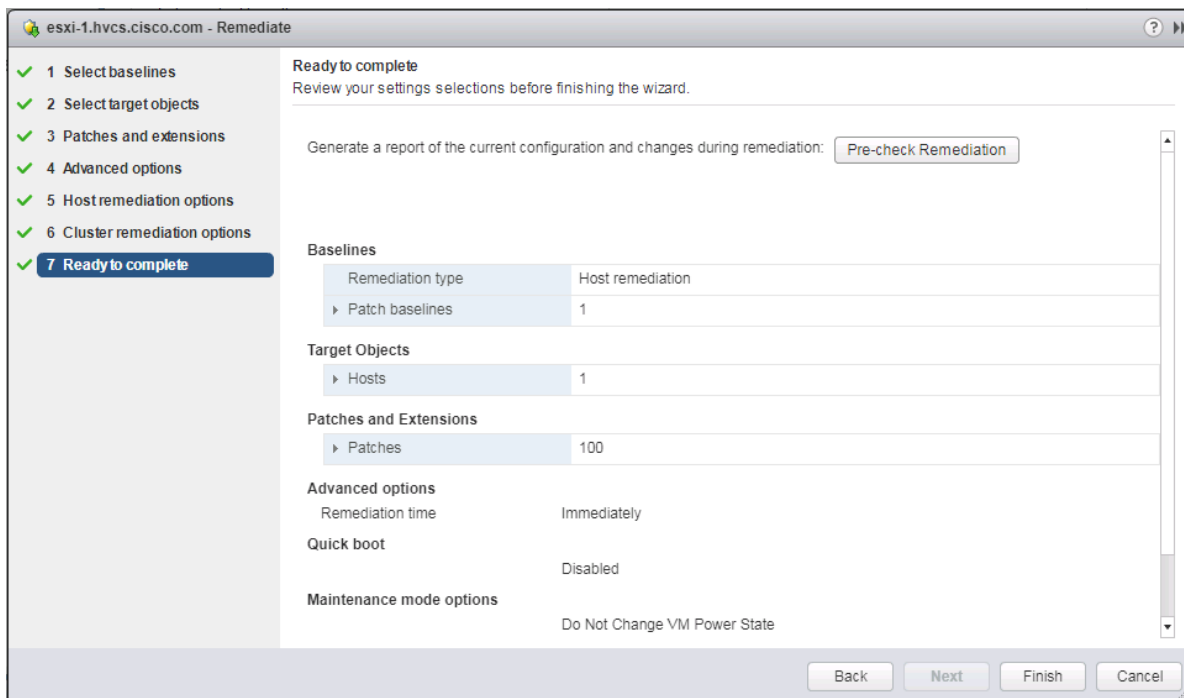 esxi-1.hvcs.cisco.com - Remediate
?
1 Select baselines
2 Select target objects
3 Patches and extensions
4 Advanced options
5 Host remediation options
6 Cluster remediation options
7 Ready to complete
Ready to complete
Review your settings selections before finishing the wizard.
Generate a report of the current configuration and changes during remediation: Pre-check Remediation
Baselines
Remediation type Host remediation
Patch baselines 1
Target Objects
Hosts 1
Patches and Extensions
Patches 100
Advanced options
Remediation time Immediately
Quick boot
Disabled
Maintenance mode options
Do Not Change VM Power State
Back Next Finish Cancel